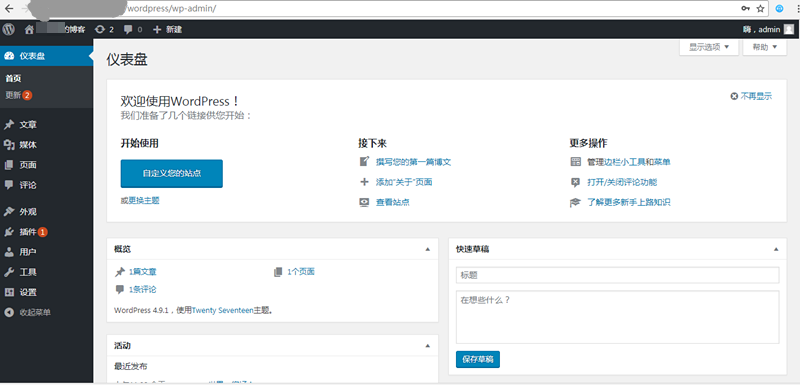 /wordpress/wp-admin/
的博客
2
0
新建
嗨，admin
仪表盘
首页
更新 2
文章
媒体
页面
评论
外观
插件 1
用户
工具
设置
收起菜单
仪表盘
显示选项
帮助
欢迎使用WordPress！
我们准备了几个链接供您开始：
不再显示
开始使用
自定义您的站点
或更换主题
接下来
撰写您的第一篇博文
添加“关于”页面
查看站点
更多操作
管理边栏小工具和菜单
打开/关闭评论功能
了解更多新手上路知识
概览
1篇文章
1个页面
1条评论
WordPress 4.9.1，使用Twenty Seventeen主题。
活动
最近发布
快速草稿
标题
在想些什么？
保存草稿